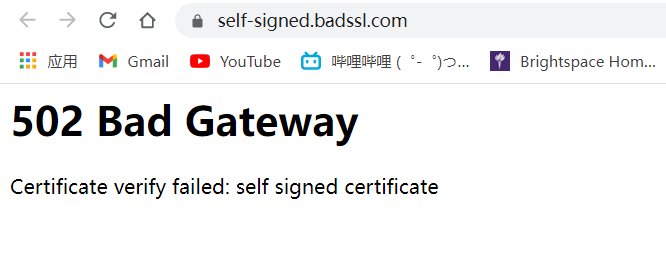 self-signed.badssl.com
应用 Gmail YouTube 哔哩哔哩 ( ゜- ゜)つ... Brightspace Hom...
502 Bad Gateway
Certificate verify failed: self signed certificate